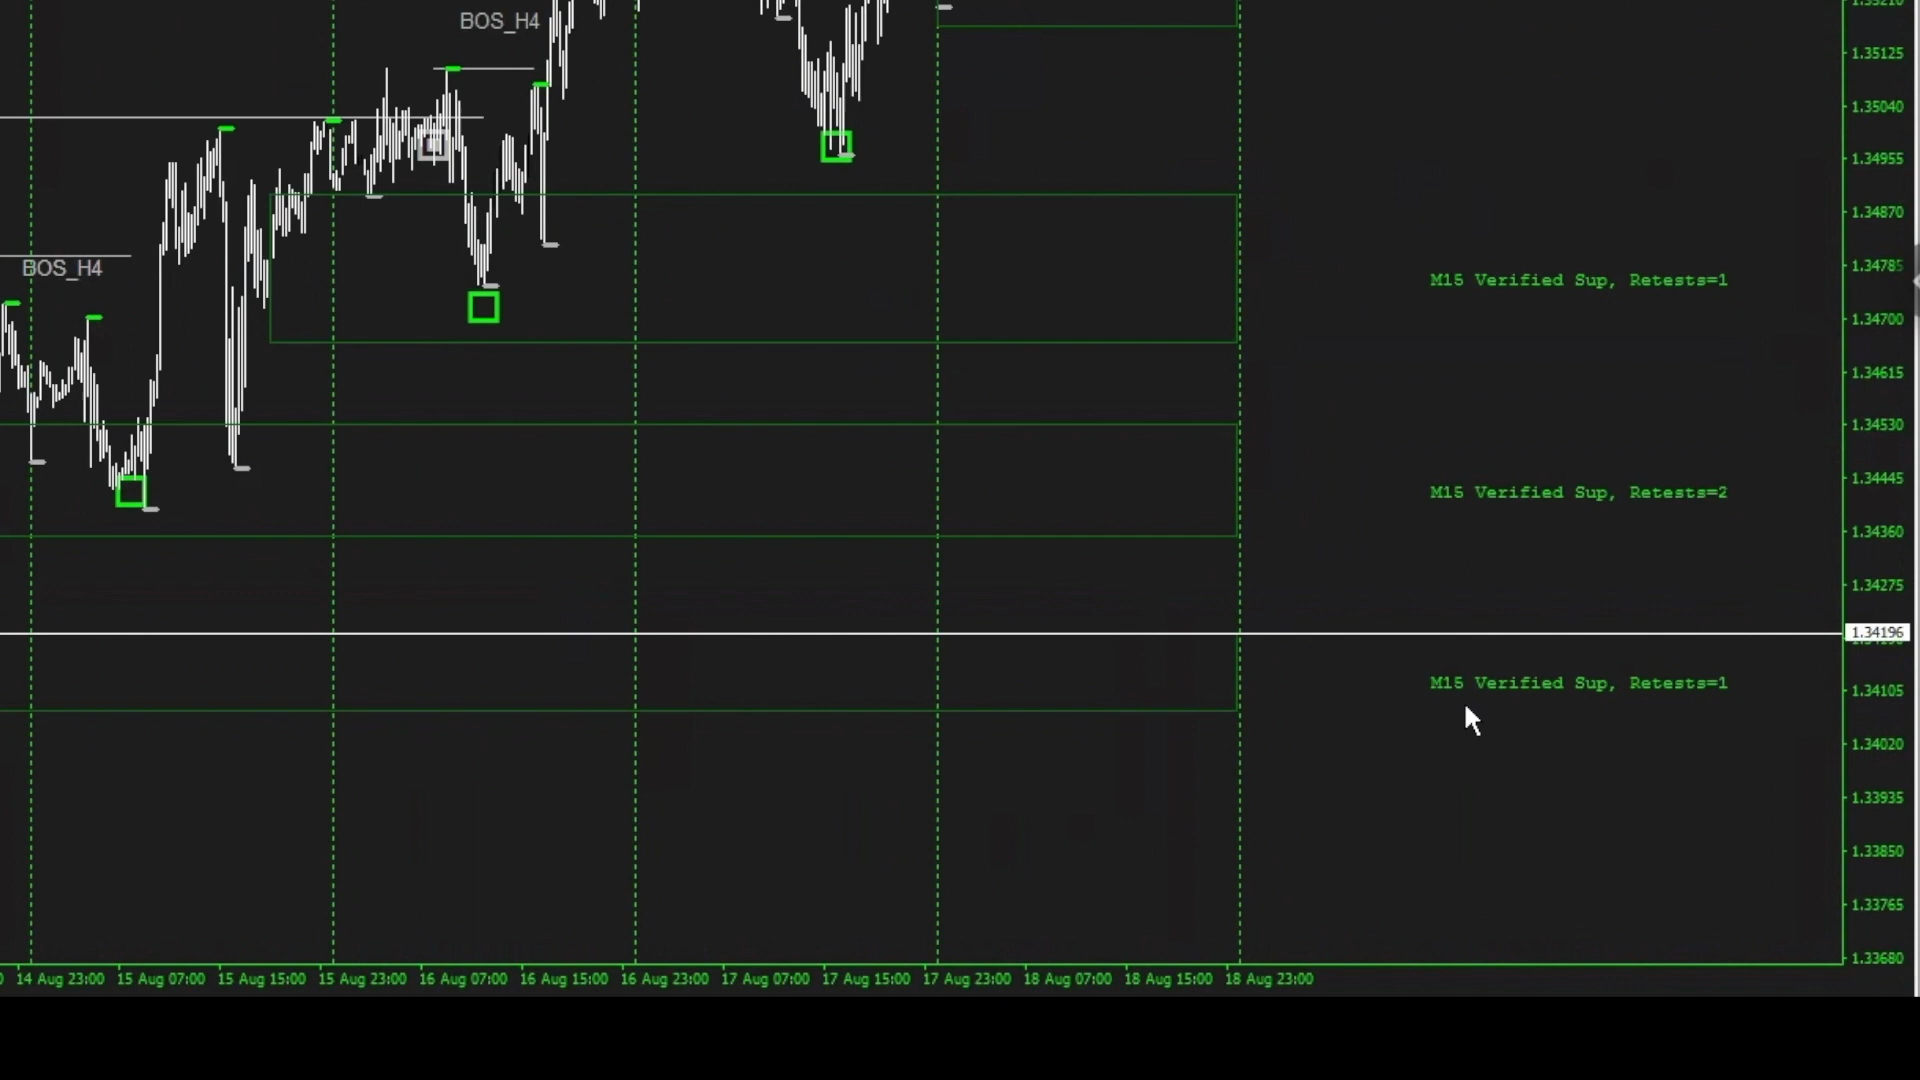 BOS_H4
BOS_H4
1.35125
1.35040
1.34955
1.34870
1.34785
1.34700
1.34615
1.34530
1.34445
1.34360
1.34275
1.34196
1.34105
1.34020
1.33935
1.33850
1.33765
1.33680
M15 Verified Sup, Retests=1
M15 Verified Sup, Retests=2
M15 Verified Sup, Retests=1
14 Aug 23:00
15 Aug 07:00
15 Aug 15:00
15 Aug 23:00
16 Aug 07:00
16 Aug 15:00
16 Aug 23:00
17 Aug 07:00
17 Aug 15:00
17 Aug 23:00
18 Aug 07:00
18 Aug 15:00
18 Aug 23:00